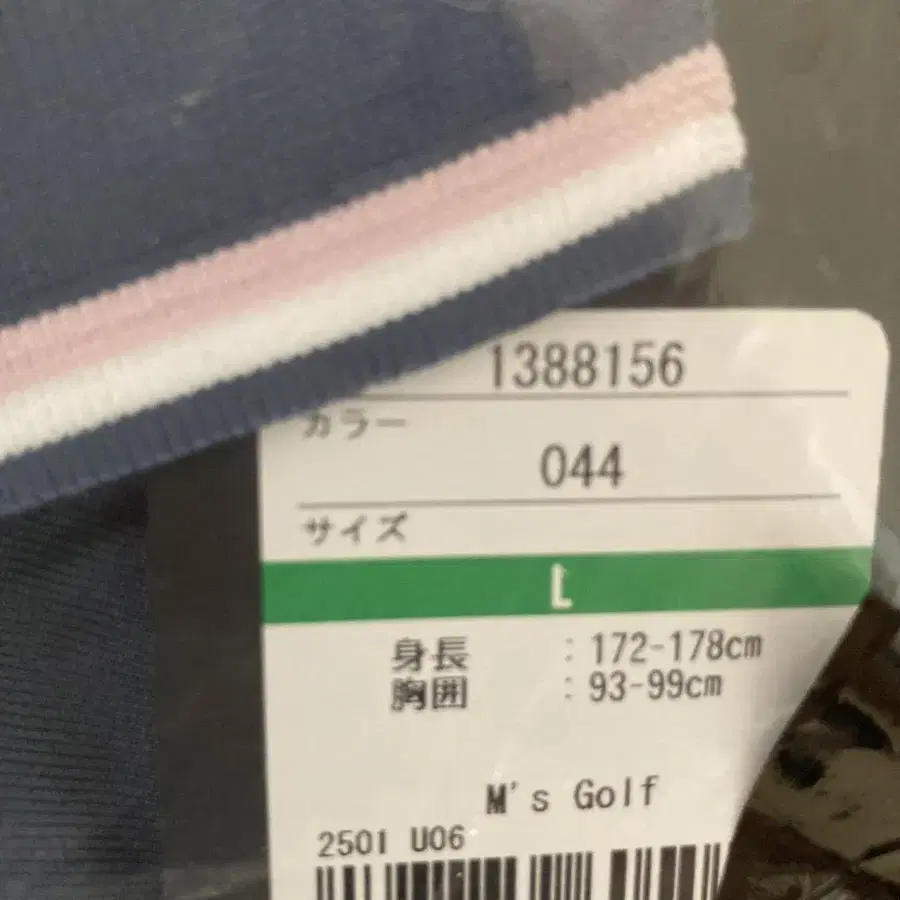 1388156
カラー
044
サイズ
L
身長 : 172-178cm
胸囲 : 93-99cm
M's Golf
2501 U06